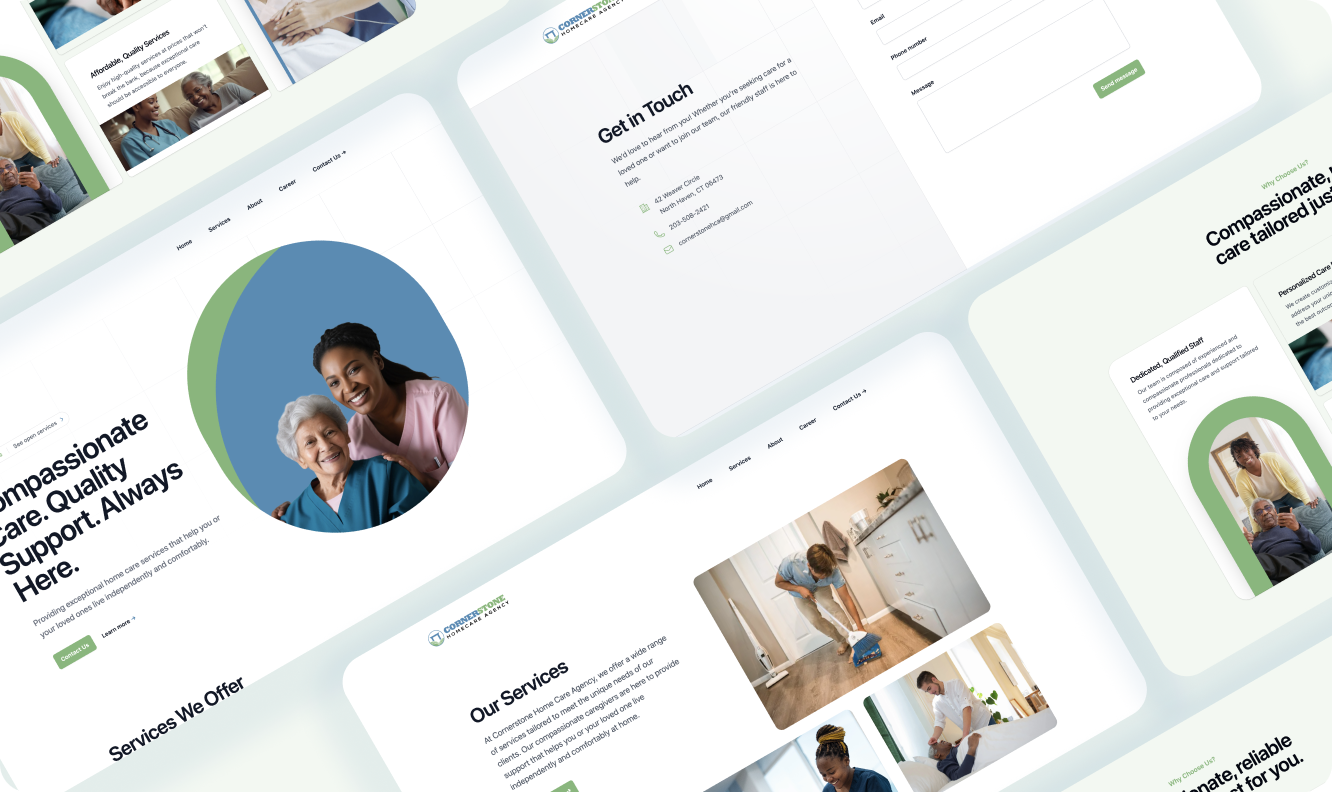 Affordable, Quality Services
Enjoy high-quality services at prices that won't
break the bank, because exceptional care
should be accessible to everyone.
CORNERSTONE
HOMECARE AGENCY
Get in Touch
We'd love to hear from you! Whether you're seeking care for a
loved one or want to join our team, our friendly staff is here to
help.
42 Weaver Circle
North Haven, CT 06473
203-508-2421
cornerstonehca@gmail.com
Email
Phone number
Message
Send message
Home
Services
About
Career
Contact Us →
See open services
Care. Quality
Support. Always
Here.
Providing exceptional home care services that help you or
your loved ones live independently and comfortably.
Contact Us
Learn more →
Services We Offer
CORNERSTONE
HOMECARE AGENCY
Home
Services
About
Career
Contact Us →
Our Services
At Cornerstone Home Care Agency, we offer a wide range
of services tailored to meet the unique needs of our
clients. Our compassionate caregivers are here to provide
support that helps you or your loved one live
independently and comfortably at home.
Why Choose Us?
Compassionate,
care tailored
Dedicated, Qualified Staff
Our team is composed of experienced and
compassionate professionals dedicated to
providing exceptional care and support tailored
to your needs.
Personalized Care
We create
address your
the best
Why Choose Us?
reliable
for you.